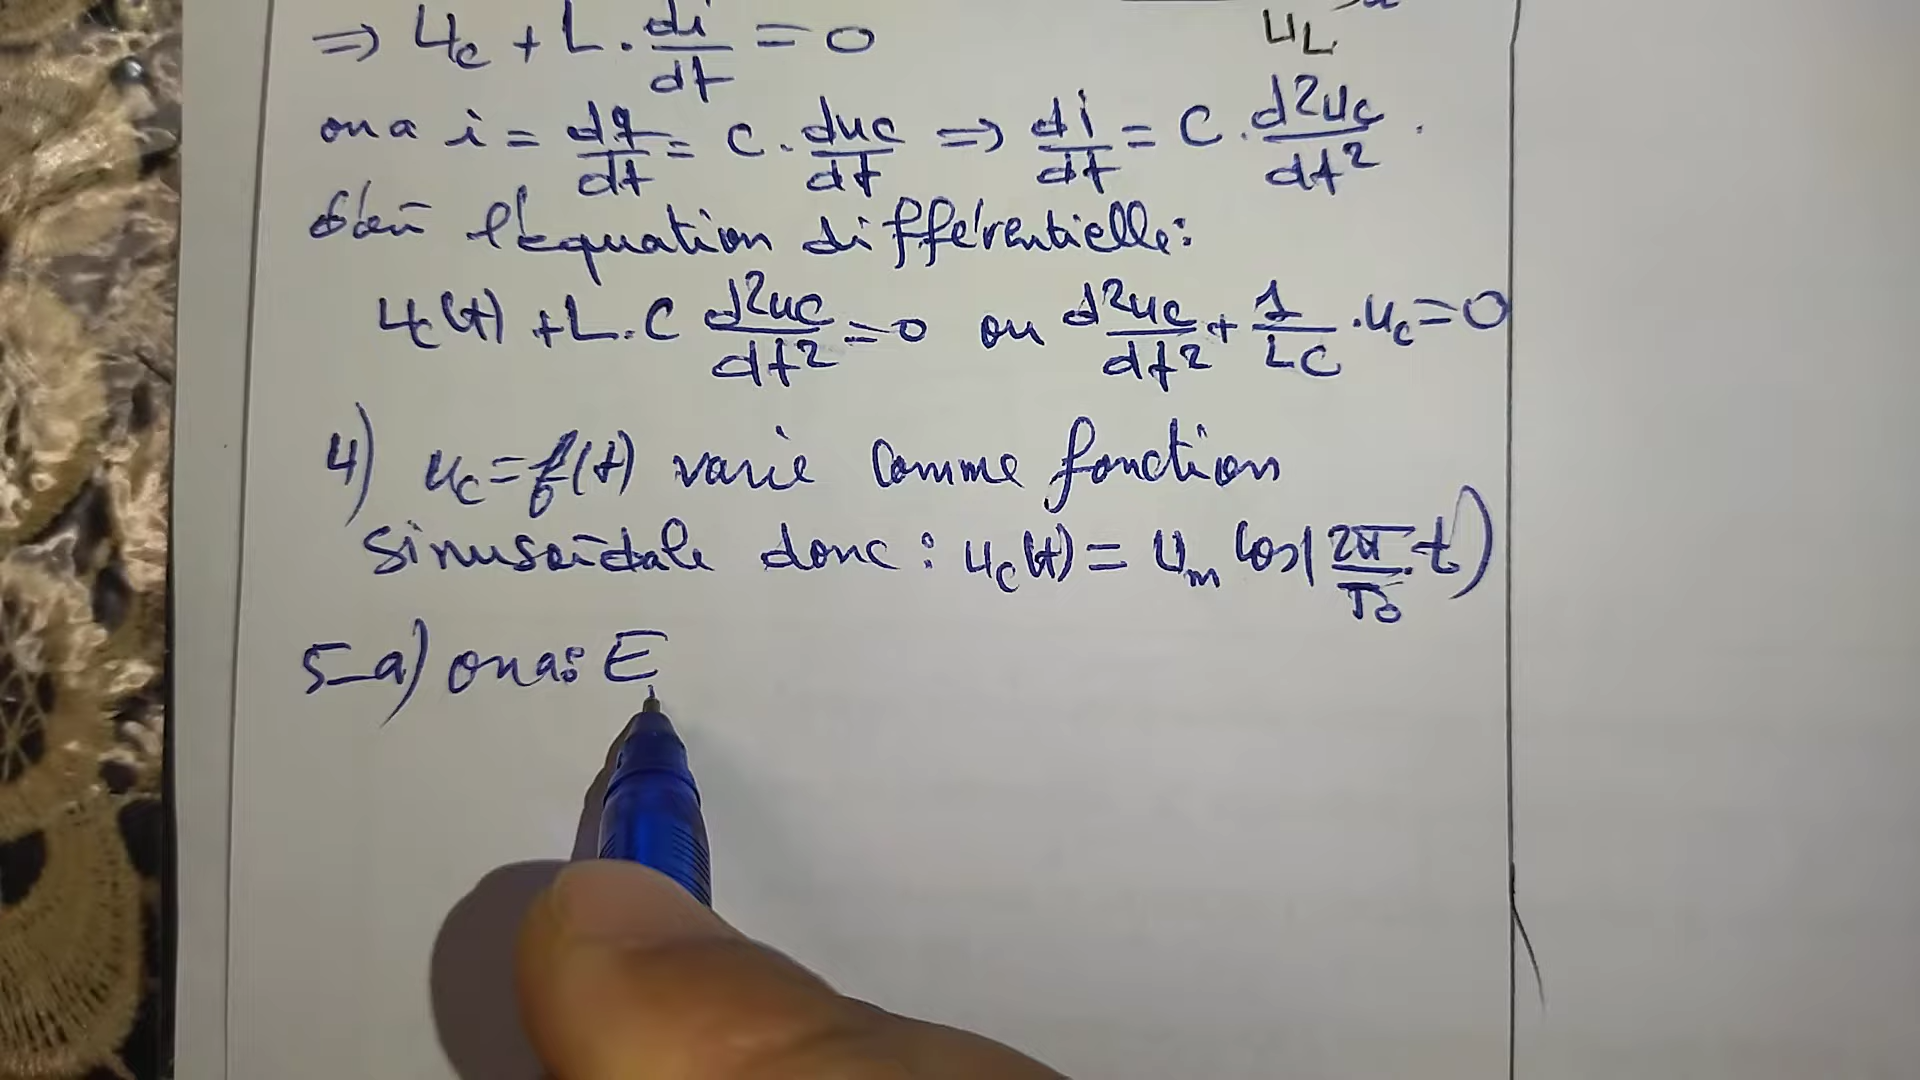 ⇒ Uc + L . di/dt = 0
UL
on a i = dq/dt = C . duc/dt ⇒ di/dt = C . d²uc/dt² .
d'où l'équation différentielle:
Uc(t) + L.C d²uc/dt² = 0 ou d²uc/dt² + 1/LC . uc = 0
4) uc = f(t) varie comme fonction
sinusoïdale donc : uc(t) = Um cos(2π/T0 . t)
5-a) on a: E